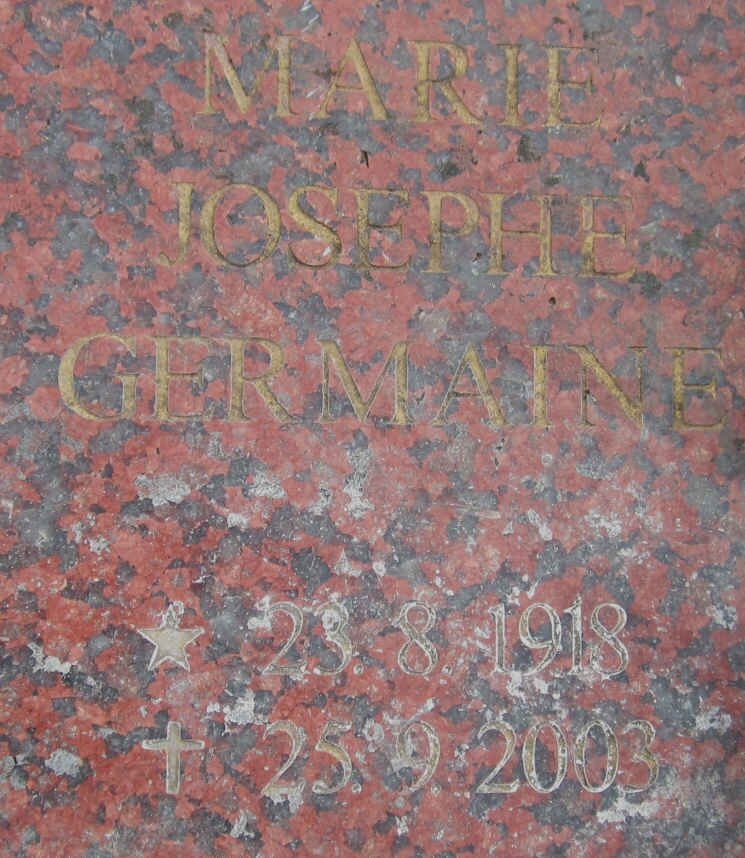 MARIE
JOSEPHE
GERMAINE
★ 23. 8. 1918
✝ 25. 9. 2003